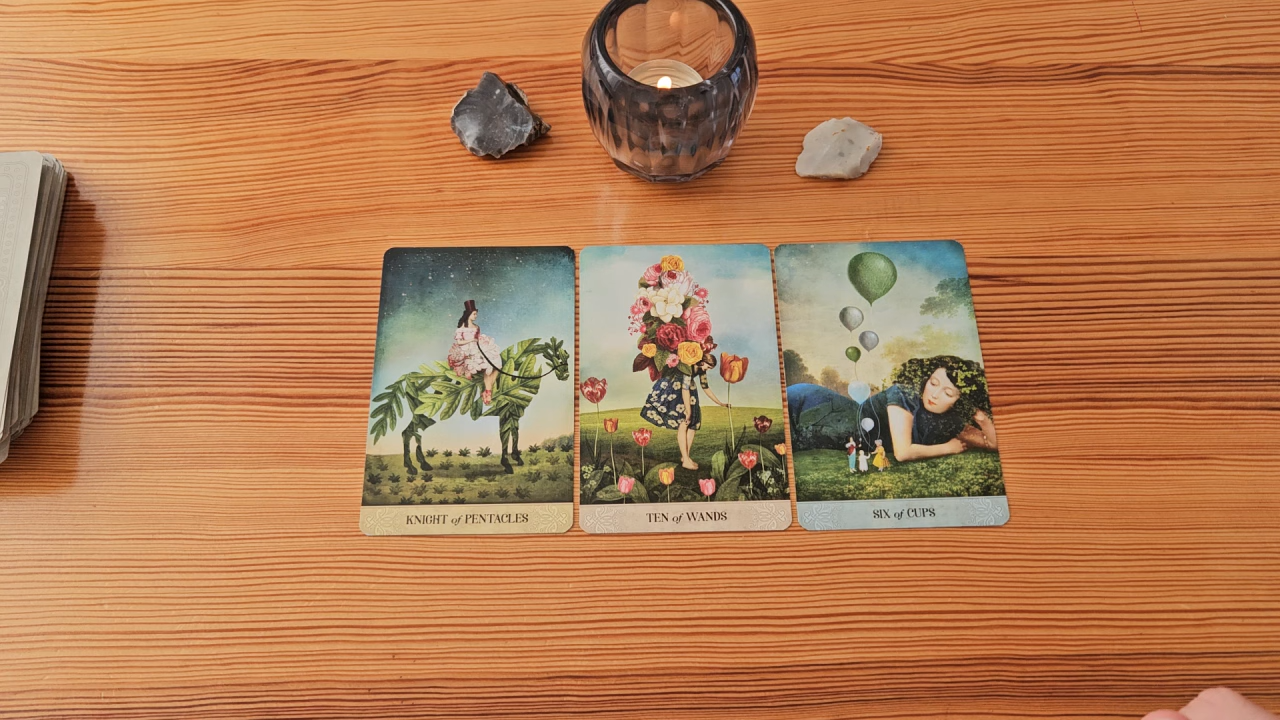 KNIGHT of PENTACLES
TEN of WANDS
SIX of CUPS